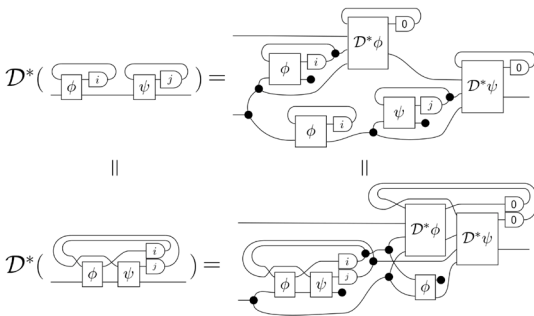 0
𝒟*ϕ
𝒟*( ϕ i ψ j ) = ϕ i 𝒟*ψ 0
ψ j
ϕ i
=
0
𝒟*ϕ 0
𝒟*ψ
𝒟*( ϕ ψ i j ) = ϕ ψ i j ϕ